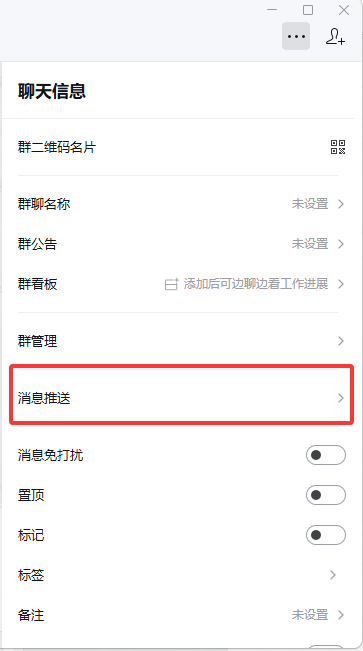 聊天信息
群二维码名片
群聊名称 未设置
群公告 未设置
群看板 添加后可边聊边看工作进展
群管理
消息推送
消息免打扰
置顶
标记
标签
备注 未设置